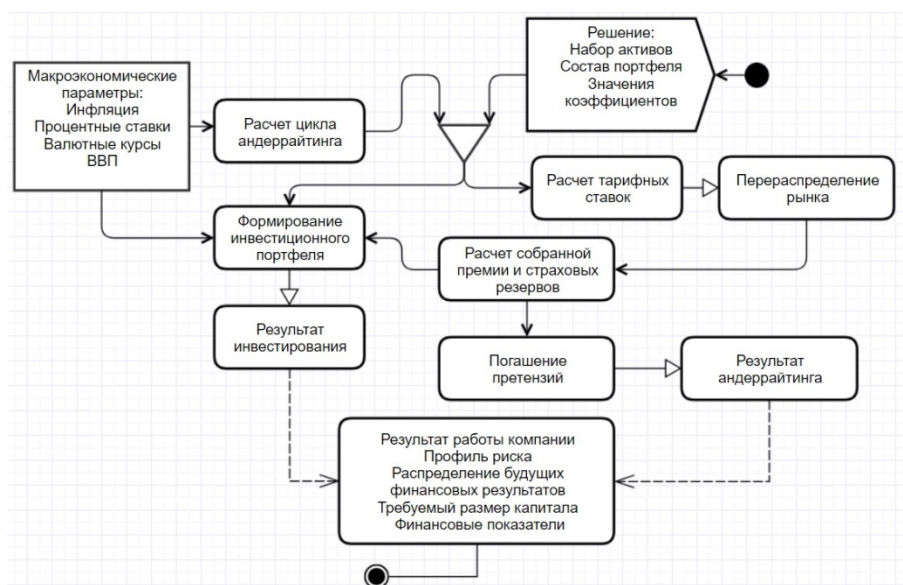 Решение:
Набор активов
Состав портфеля
Значения
коэффициентов
Макроэкономические
параметры:
Инфляция
Процентные ставки
Валютные курсы
ВВП
Расчет цикла
андеррайтинга
Расчет тарифных
ставок
Перераспределение
рынка
Формирование
инвестиционного
портфеля
Расчет собранной
премии и страховых
резервов
Результат
инвестирования
Погашение
претензий
Результат
андеррайтинга
Результат работы компании
Профиль риска
Распределение будущих
финансовых результатов
Требуемый размер капитала
Финансовые показатели